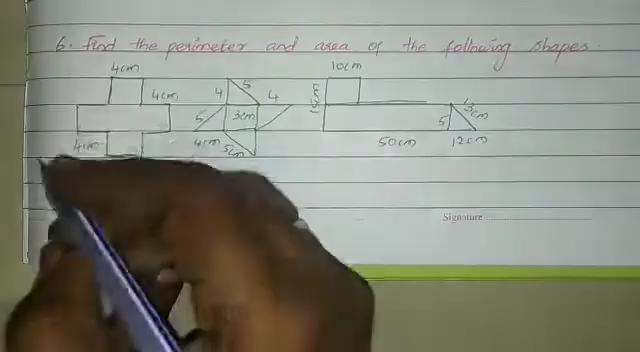 6. Find the perimeter and area of the following shapes.
4cm 5 10cm
4cm 4 4 15cm 13cm
5 3cm 5
4cm 4cm 5cm 50cm 12cm
Signature